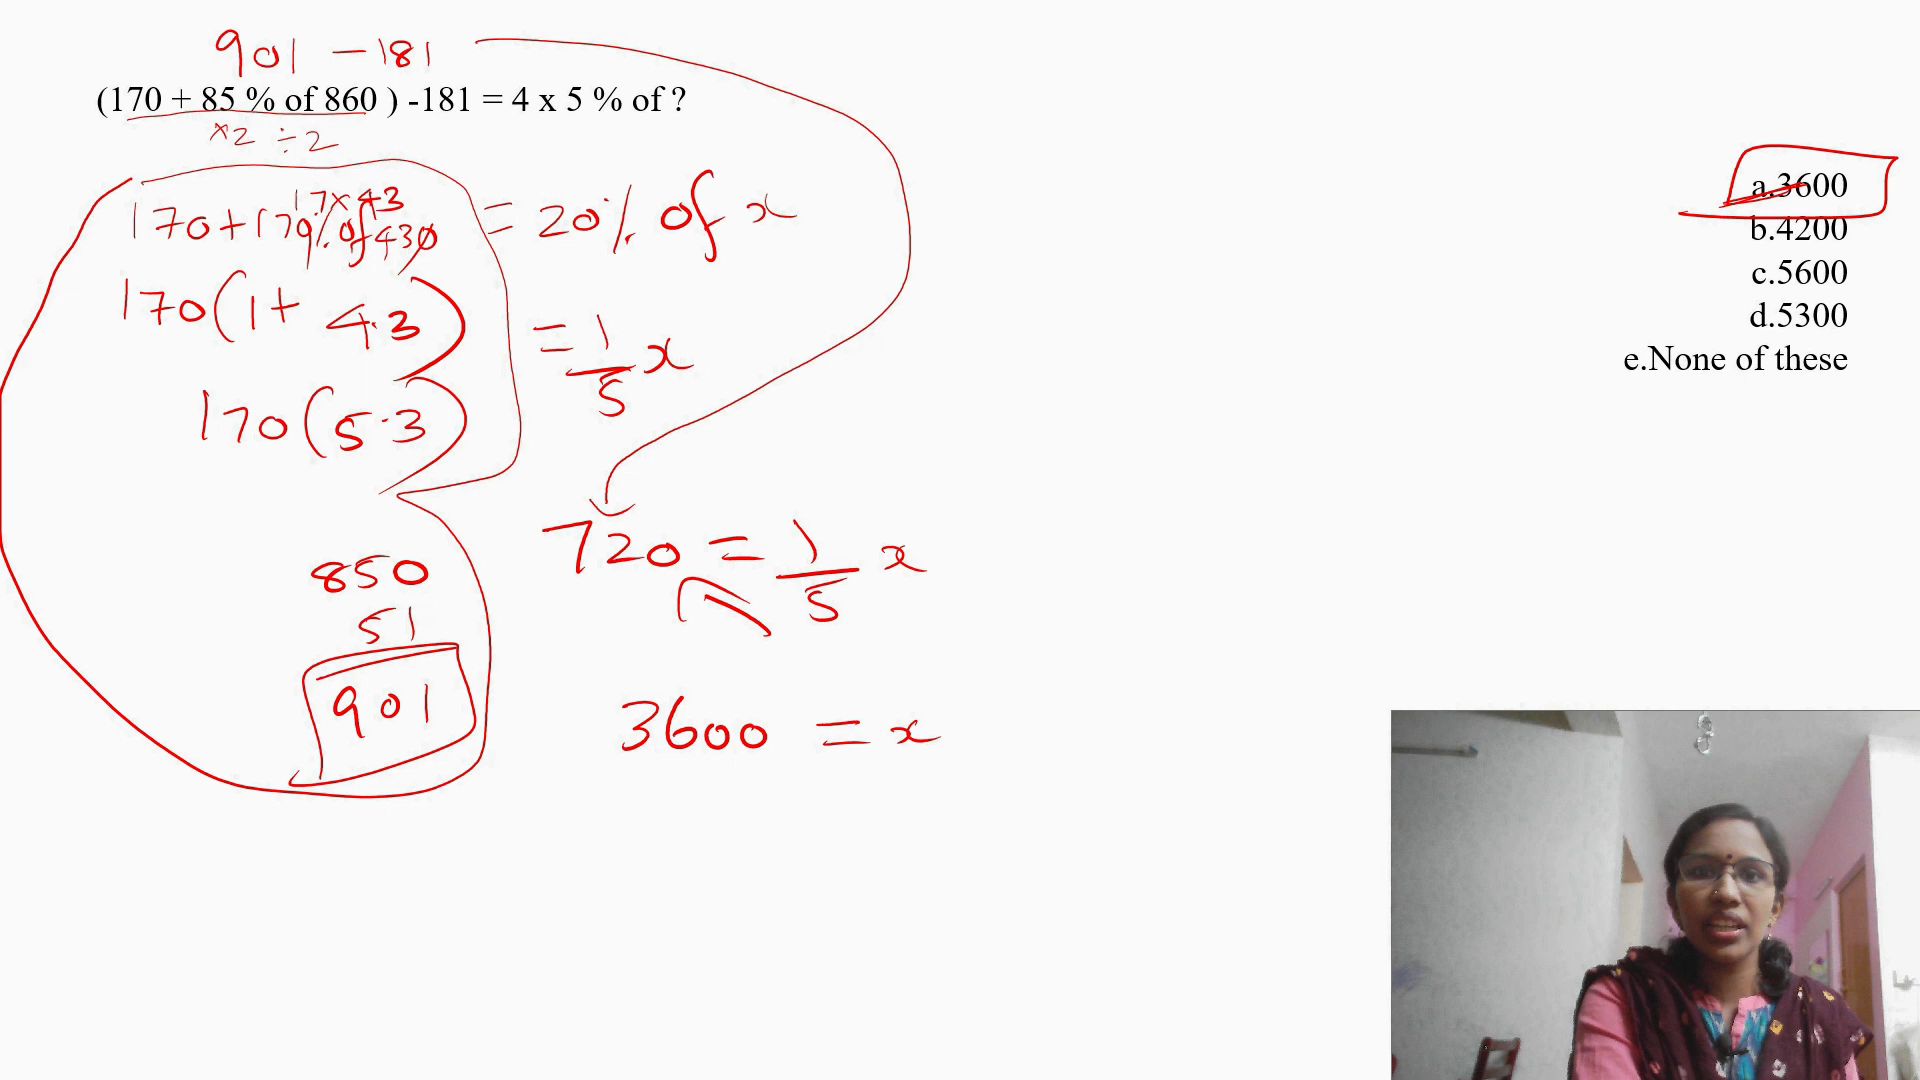 901 - 181
(170 + 85 % of 860 ) -181 = 4 x 5 % of ?
×2 ÷2
17×43
170+170% of 430 = 20% of x
170(1+ 4.3) = 1/5 x
170(5.3)
850
51
901
720 = 1/5 x
3600 = x
a.3600
b.4200
c.5600
d.5300
e.None of these